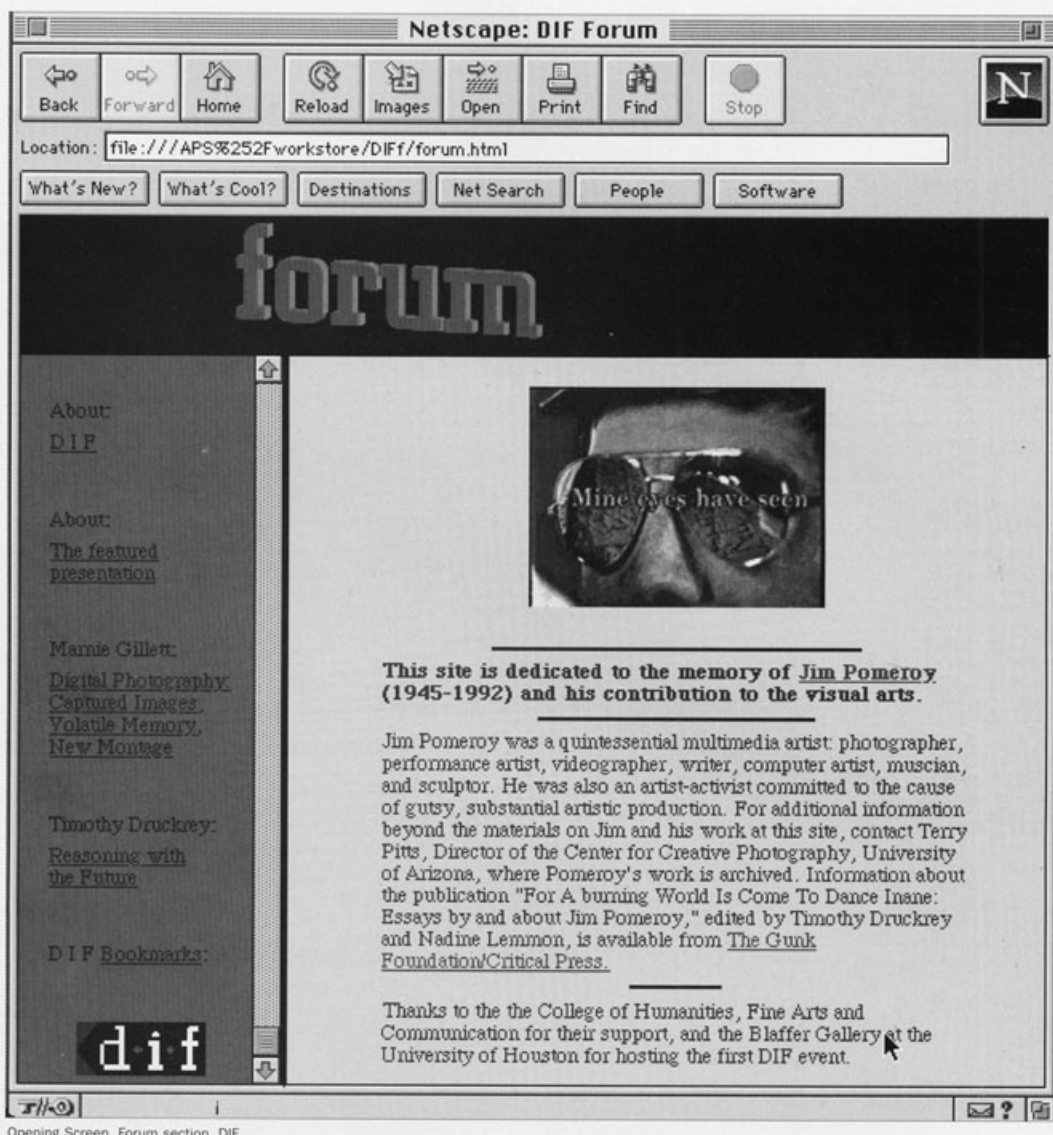 Netscape: DIF Forum
Back Forward Home Reload Images Open Print Find Stop N
Location: file:///APS%252Fworkstore/DIFf/forum.html
What's New? What's Cool? Destinations Net Search People Software
forum
About:
D I F
About:
The featured
presentation
Marnie Gillett:
Digital Photography:
Captured Images,
Volatile Memory,
New Montage
Timothy Druckrey:
Reasoning with
the Future
D I F Bookmarks:
d·i·f
Mine eyes have seen
This site is dedicated to the memory of Jim Pomeroy
(1945-1992) and his contribution to the visual arts.
Jim Pomeroy was a quintessential multimedia artist: photographer,
performance artist, videographer, writer, computer artist, muscian,
and sculptor. He was also an artist-activist committed to the cause
of gutsy, substantial artistic production. For additional information
beyond the materials on Jim and his work at this site, contact Terry
Pitts, Director of the Center for Creative Photography, University
of Arizona, where Pomeroy's work is archived. Information about
the publication "For A burning World Is Come To Dance Inane:
Essays by and about Jim Pomeroy," edited by Timothy Druckrey
and Nadine Lemmon, is available from The Gunk
Foundation/Critical Press.
Thanks to the the College of Humanities, Fine Arts and
Communication for their support, and the Blaffer Gallery at the
University of Houston for hosting the first DIF event.
?
Opening Screen, Forum section, DIF